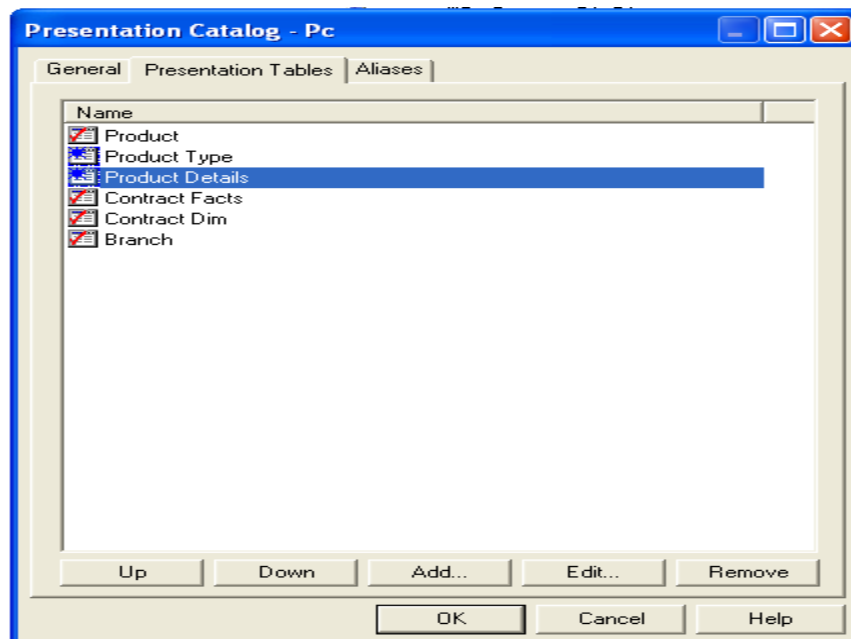 Presentation Catalog - Pc
General Presentation Tables Aliases
Name
Product
Product Type
Product Details
Contract Facts
Contract Dim
Branch
Up Down Add... Edit... Remove
OK Cancel Help